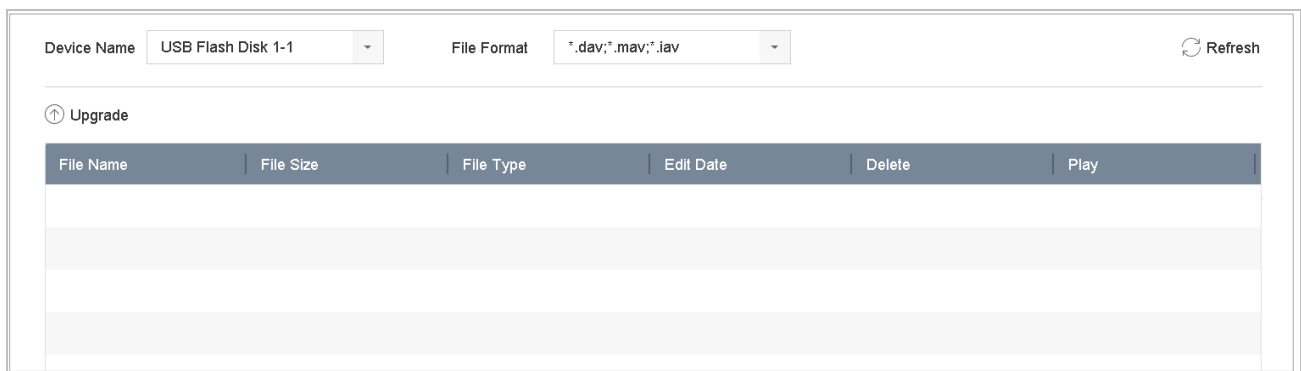 Device Name USB Flash Disk 1-1 File Format *.dav;*.mav;*.iav Refresh
Upgrade
File Name File Size File Type Edit Date Delete Play